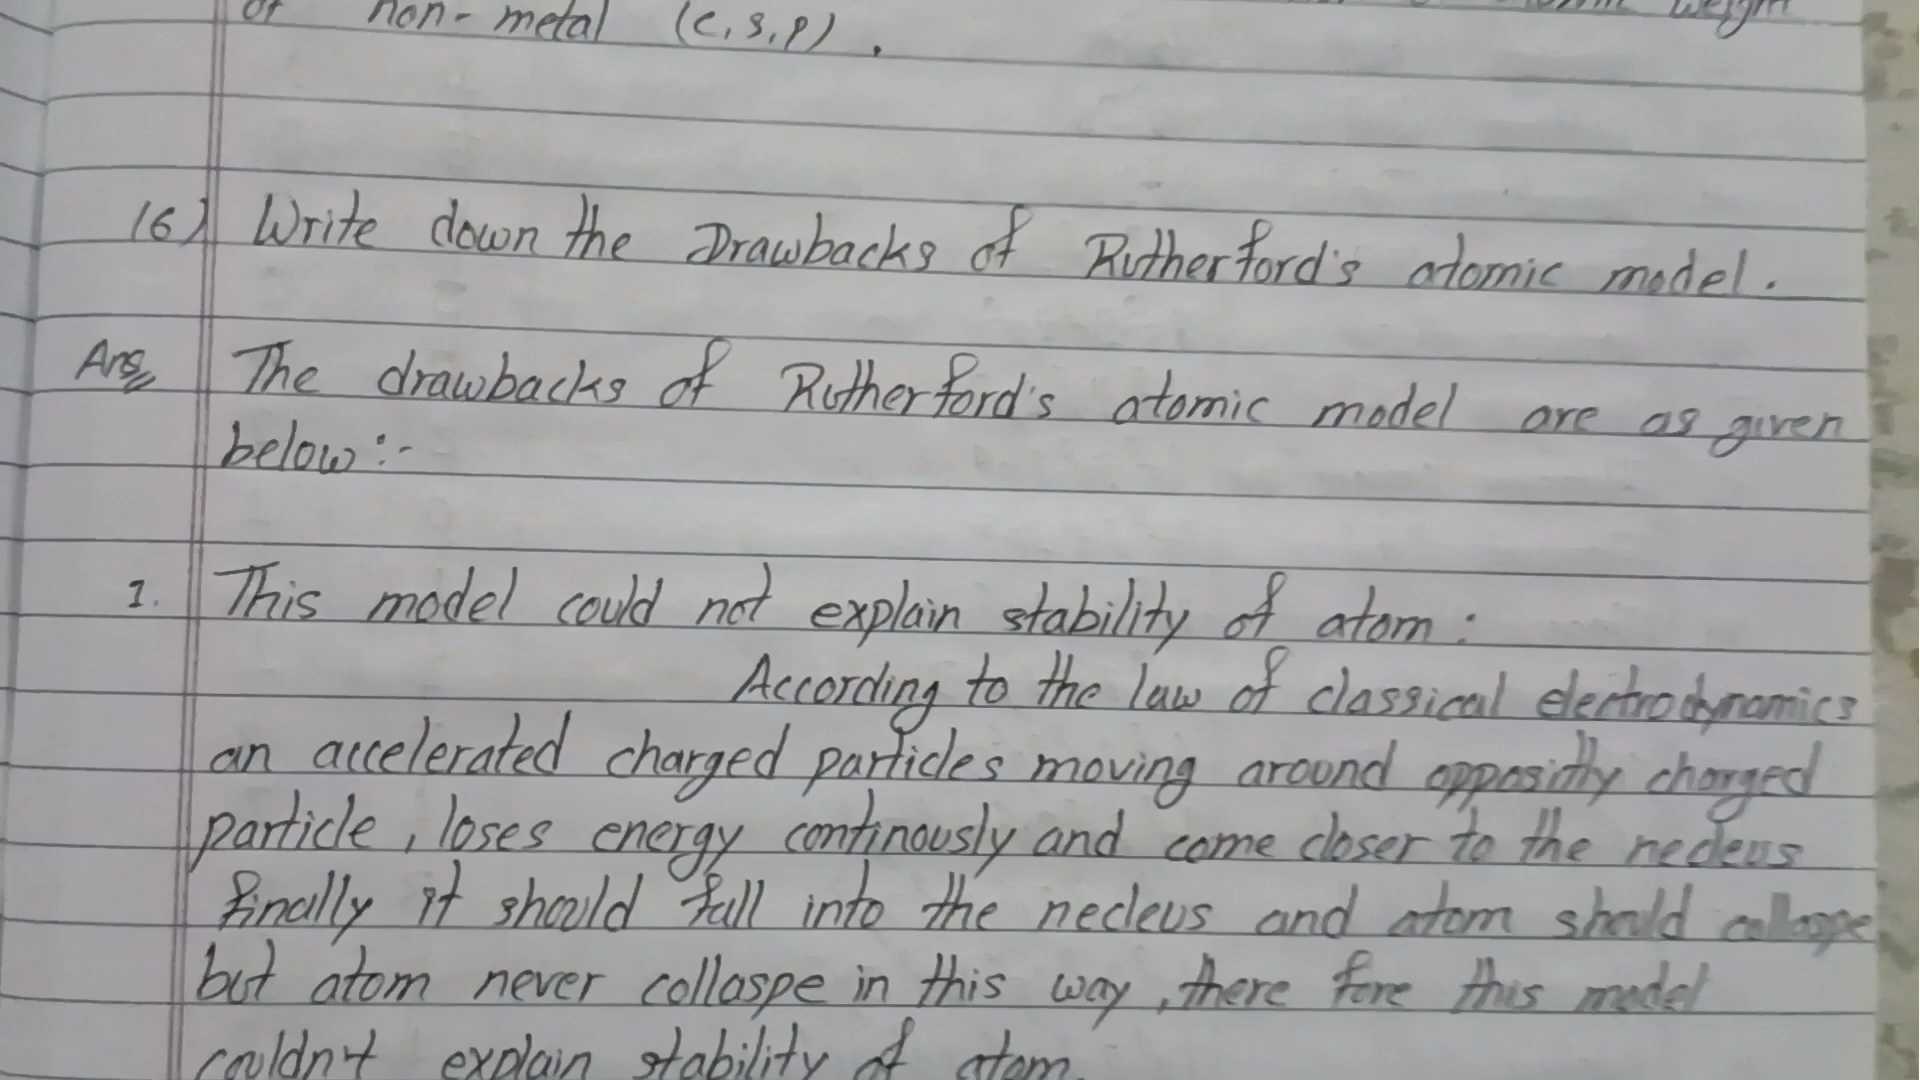 of non-metal (c, s, p). weight
16) Write down the Drawbacks of Rutherford's atomic model.
Ans The drawbacks of Rutherford's atomic model are as given
below:-
1. This model could not explain stability of atom:
According to the law of classical electrodynamics
an accelerated charged particles moving around oppositly charged
particle, loses energy continously and come closer to the necleus
finally it should fall into the necleus and atom should collaspe
but atom never collaspe in this way, there fore this model
couldn't explain stability of atom.